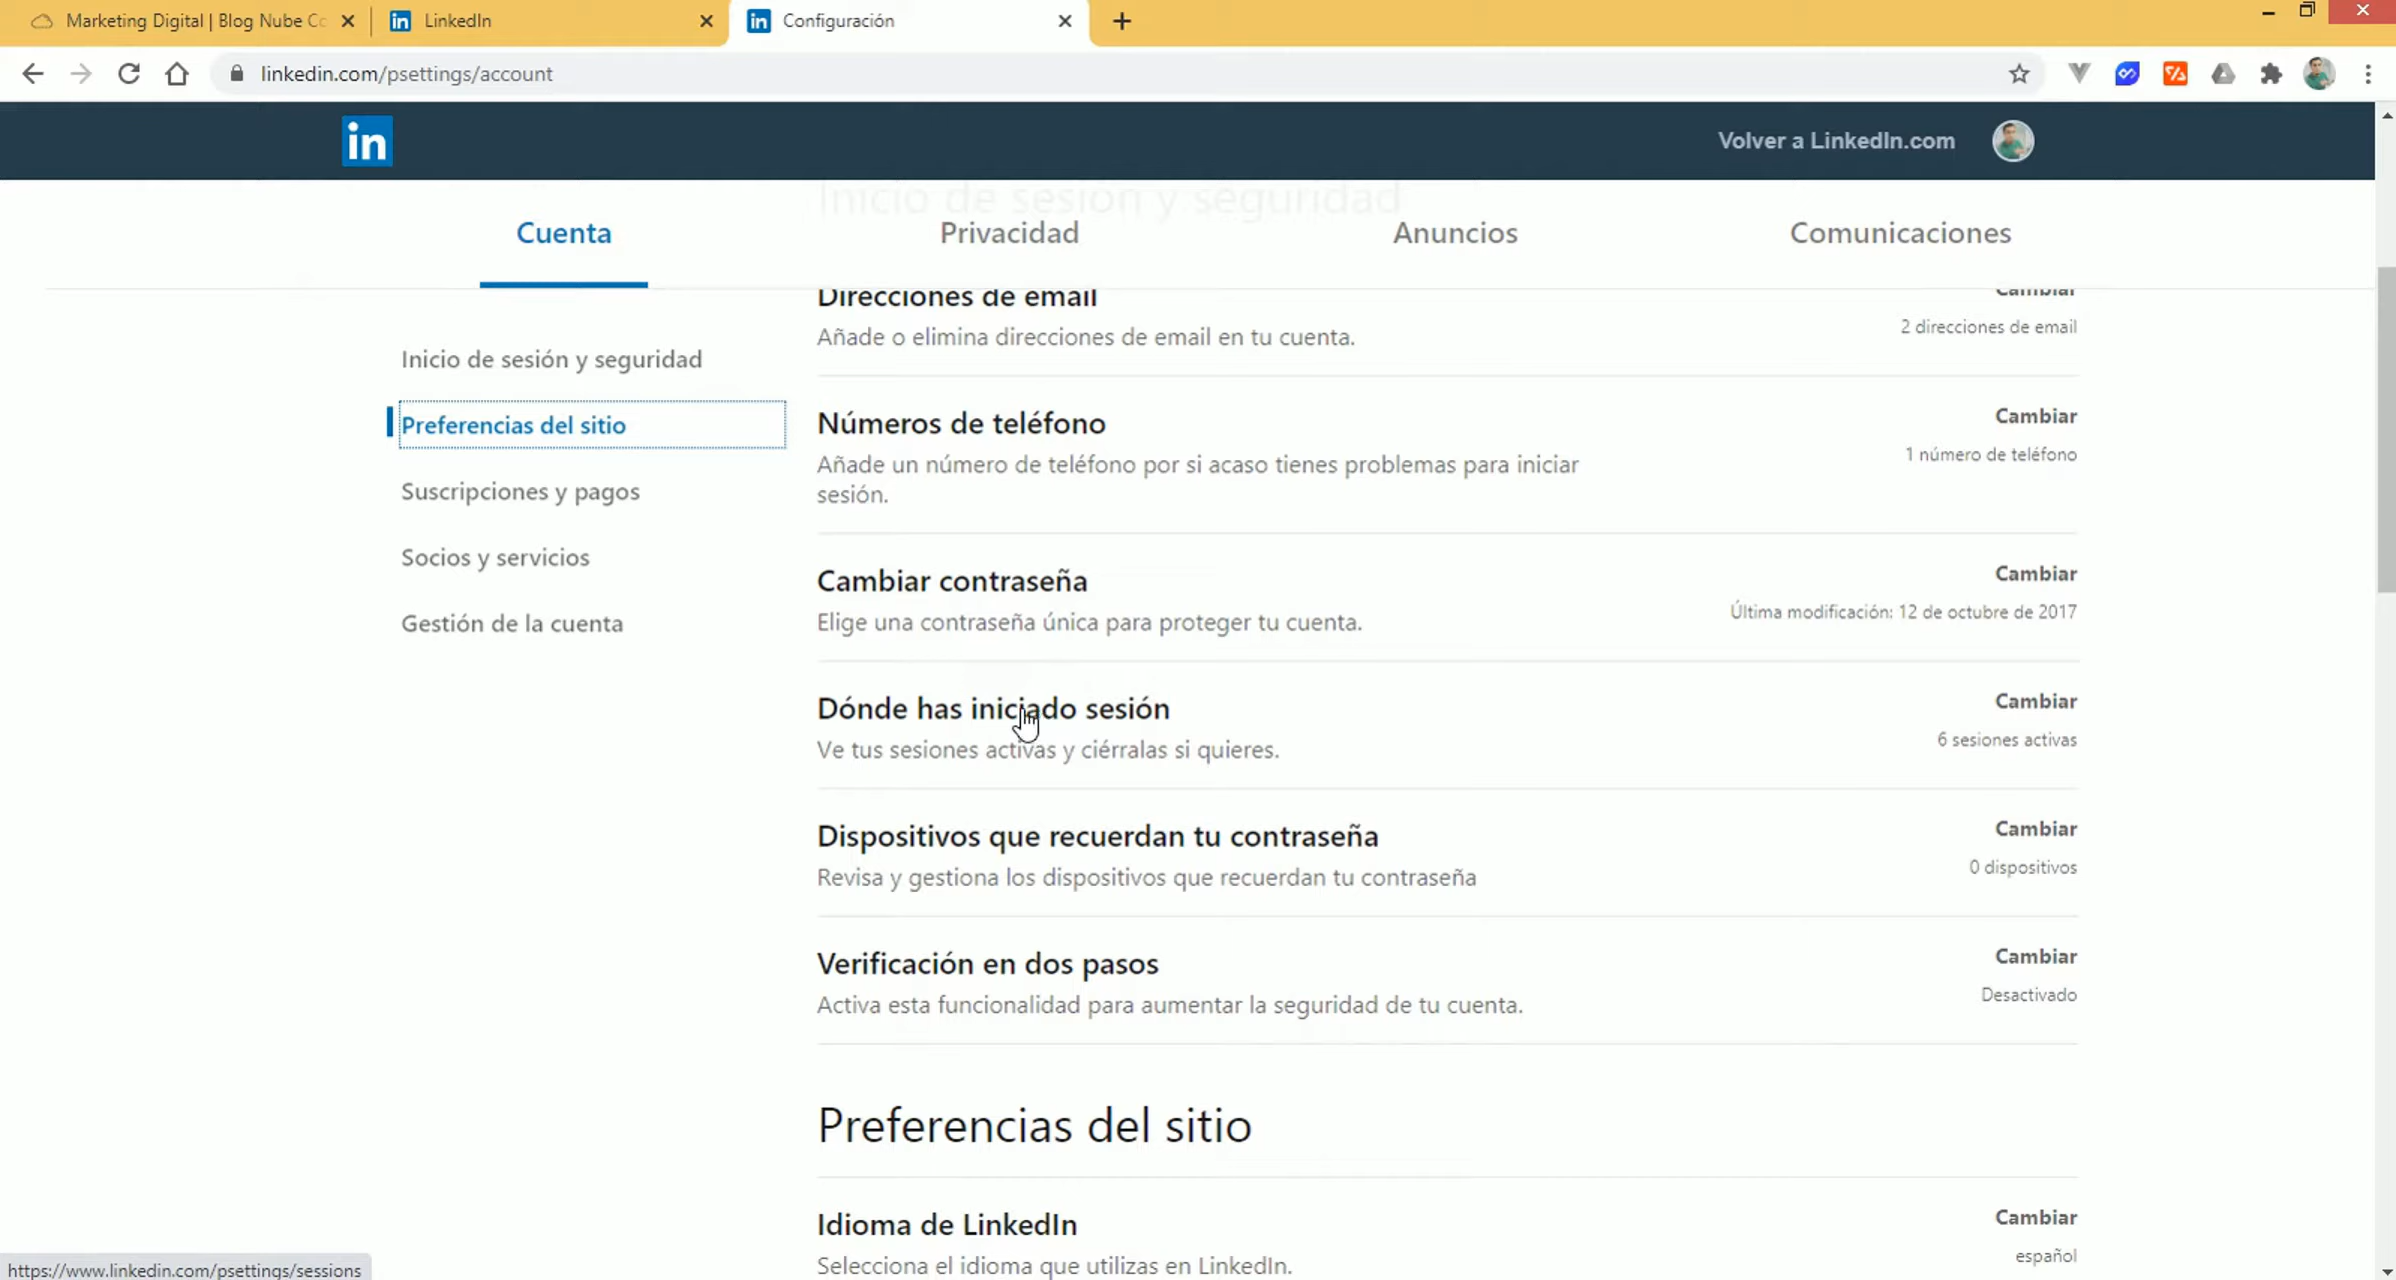 Marketing Digital | Blog Nube Co
LinkedIn
Configuración
linkedin.com/psettings/account
in
Volver a LinkedIn.com
Inicio de sesión y seguridad
Cuenta
Privacidad
Anuncios
Comunicaciones
Inicio de sesión y seguridad
Preferencias del sitio
Suscripciones y pagos
Socios y servicios
Gestión de la cuenta
Direcciones de email
Cambiar
Añade o elimina direcciones de email en tu cuenta.
2 direcciones de email
Números de teléfono
Cambiar
Añade un número de teléfono por si acaso tienes problemas para iniciar
sesión.
1 número de teléfono
Cambiar contraseña
Cambiar
Elige una contraseña única para proteger tu cuenta.
Última modificación: 12 de octubre de 2017
Dónde has iniciado sesión
Cambiar
Ve tus sesiones activas y ciérralas si quieres.
6 sesiones activas
Dispositivos que recuerdan tu contraseña
Cambiar
Revisa y gestiona los dispositivos que recuerdan tu contraseña
0 dispositivos
Verificación en dos pasos
Cambiar
Activa esta funcionalidad para aumentar la seguridad de tu cuenta.
Desactivado
Preferencias del sitio
Idioma de LinkedIn
Cambiar
Selecciona el idioma que utilizas en LinkedIn.
español
https://www.linkedin.com/psettings/sessions